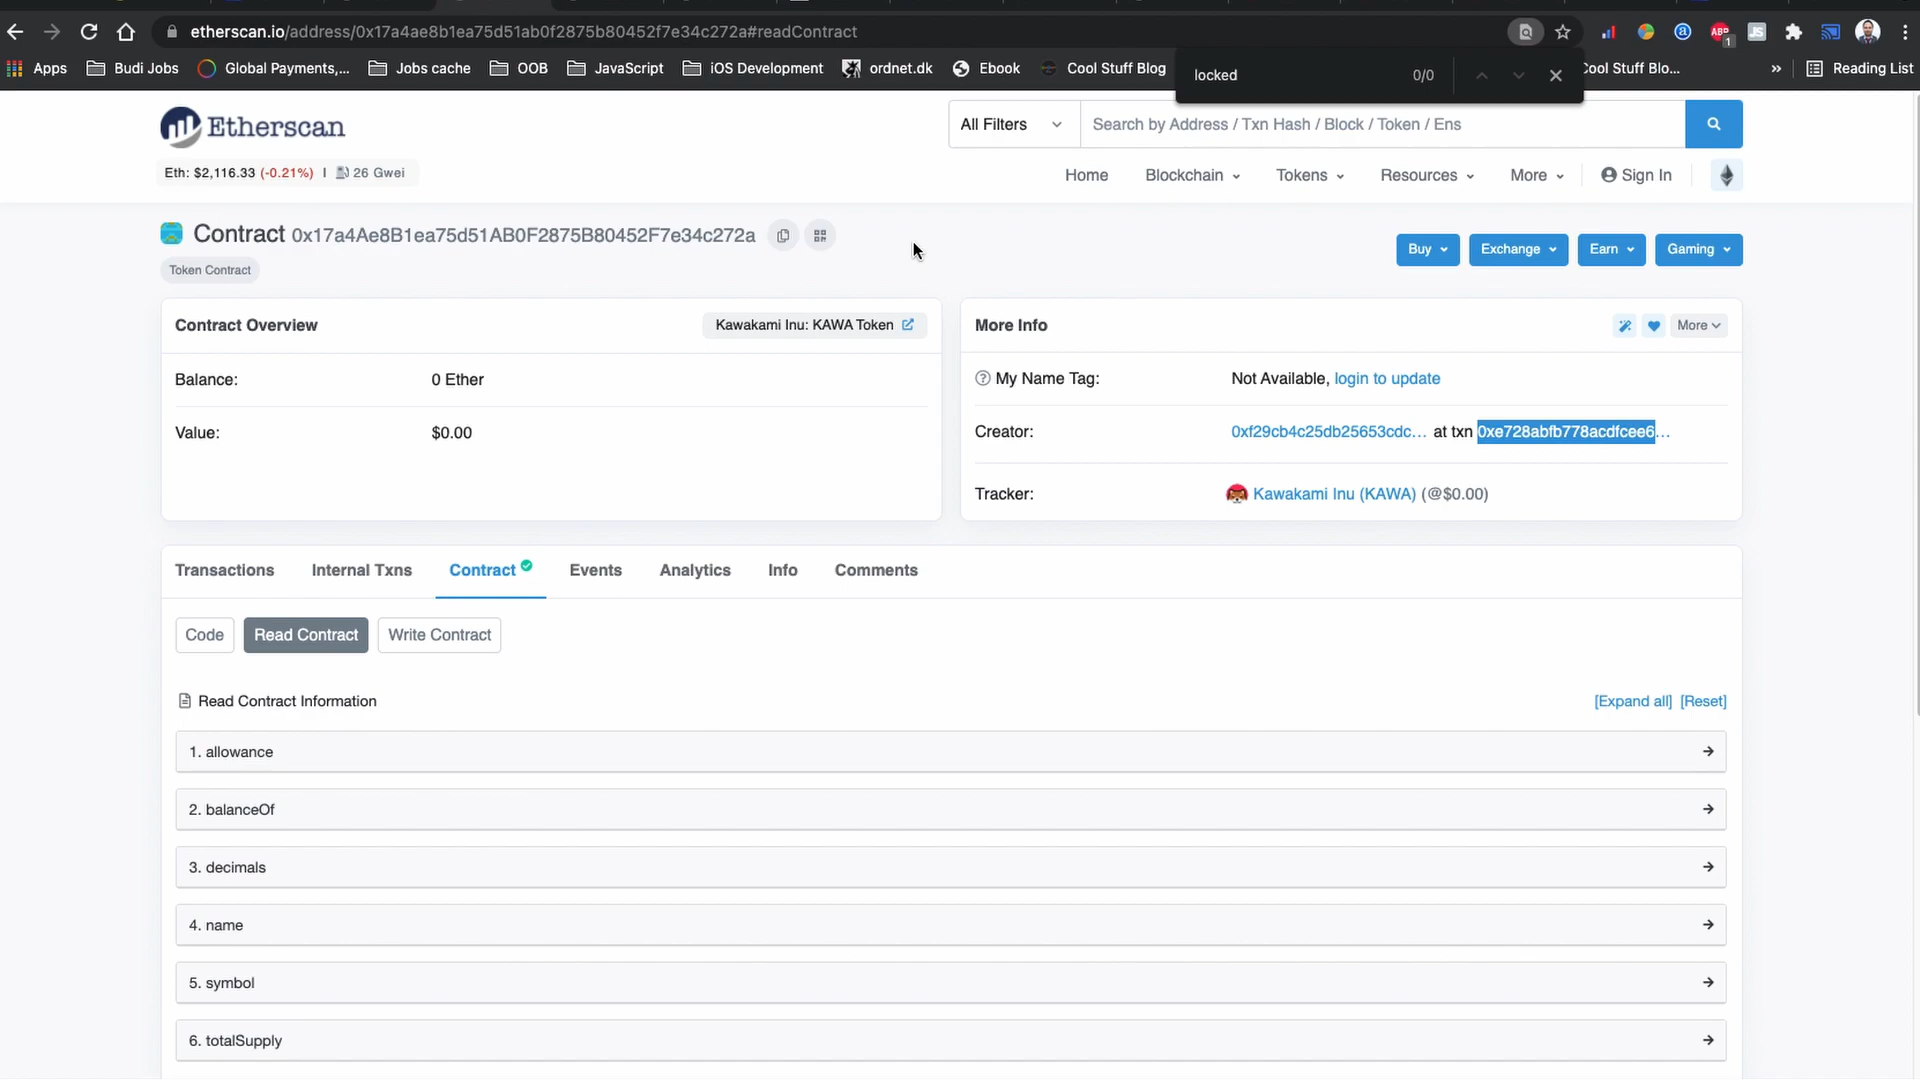 etherscan.io/address/0x17a4ae8b1ea75d51ab0f2875b80452f7e34c272a#readContract
ABP
1
JS
Apps Budi Jobs Global Payments,... Jobs cache OOB JavaScript iOS Development ordnet.dk Ebook Cool Stuff Blog Cool Stuff Blo... » Reading List
locked 0/0
Etherscan
All Filters Search by Address / Txn Hash / Block / Token / Ens
Eth: $2,116.33 (-0.21%) | 26 Gwei
Home Blockchain Tokens Resources More Sign In
Contract 0x17a4Ae8B1ea75d51AB0F2875B80452F7e34c272a
Buy Exchange Earn Gaming
Token Contract
Contract Overview Kawakami Inu: KAWA Token
Balance: 0 Ether
Value: $0.00
More Info More
My Name Tag: Not Available, login to update
Creator: 0xf29cb4c25db25653cdc... at txn 0xe728abfb778acdfcee6...
Tracker: Kawakami Inu (KAWA) (@$0.00)
Transactions Internal Txns Contract Events Analytics Info Comments
Code Read Contract Write Contract
Read Contract Information [Expand all] [Reset]
1. allowance
2. balanceOf
3. decimals
4. name
5. symbol
6. totalSupply